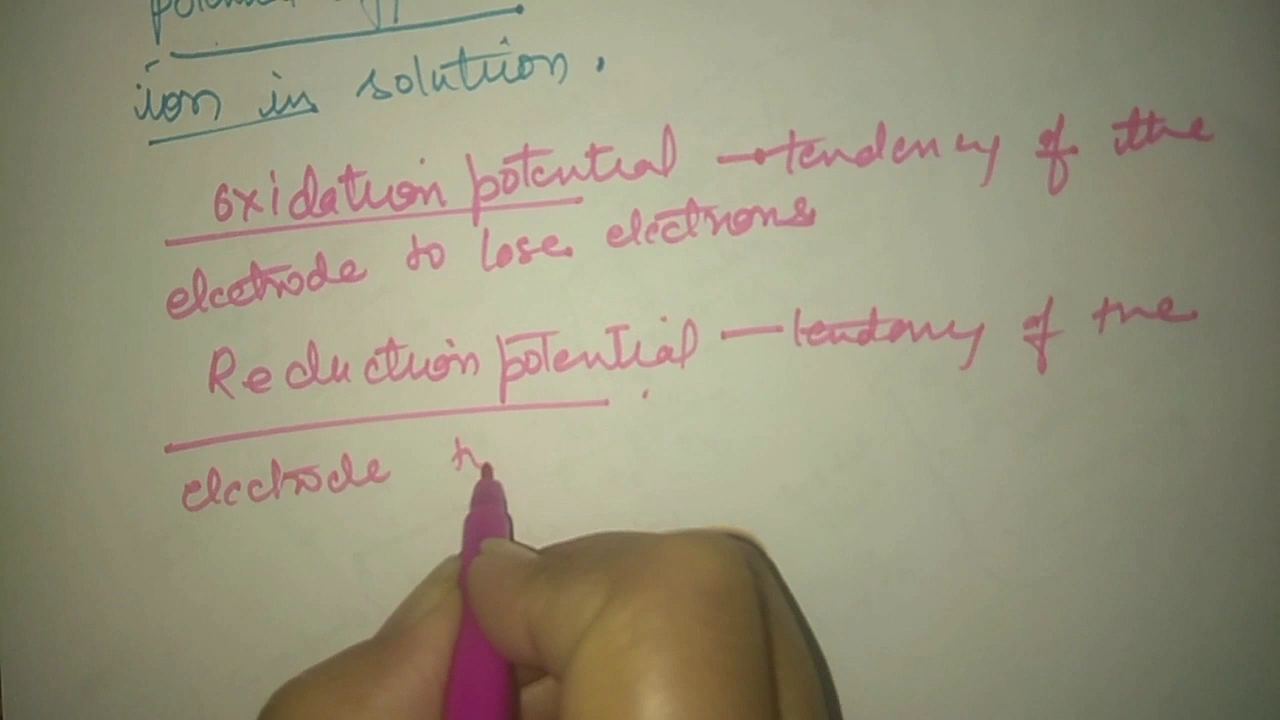 ion in solution.
oxidation potential → tendency of the
electrode to lose electrons
Reduction potential — tendency of the
electrode